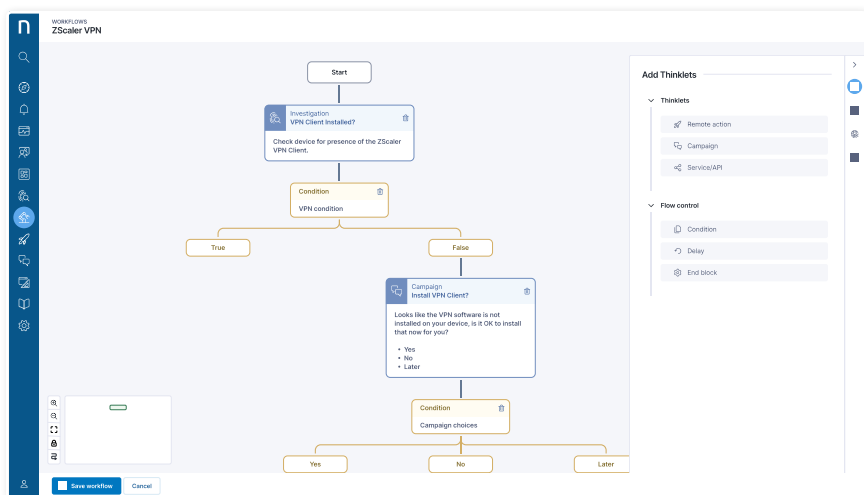 n
WORKFLOWS
ZScaler VPN
Start
Investigation
VPN Client Installed?
Check device for presence of the ZScaler
VPN Client.
Condition
VPN condition
True
False
Campaign
Install VPN Client?
Looks like the VPN software is not
installed on your device, is it OK to install
that now for you?
• Yes
• No
• Later
Condition
Campaign choices
Yes
No
Later
Save workflow
Cancel
Add Thinklets
Thinklets
Remote action
Campaign
Service/API
Flow control
Condition
Delay
End block